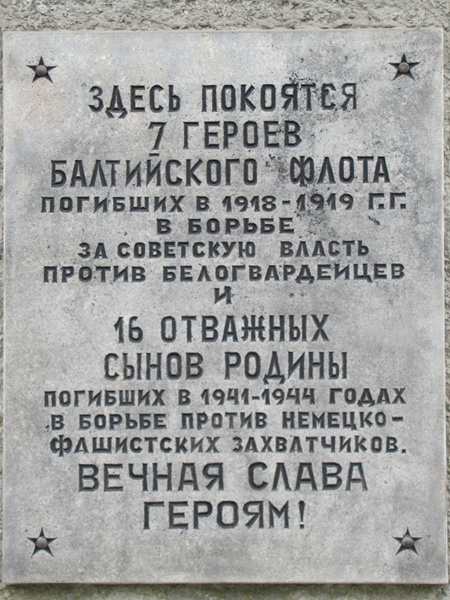 ЗДЕСЬ ПОКОЯТСЯ
7 ГЕРОЕВ
БАЛТИЙСКОГО ФЛОТА
ПОГИБШИХ В 1918-1919 Г.Г.
В БОРЬБЕ
ЗА СОВЕТСКУЮ ВЛАСТЬ
ПРОТИВ БЕЛОГВАРДЕЙЦЕВ
И
16 ОТВАЖНЫХ
СЫНОВ РОДИНЫ
ПОГИБШИХ В 1941-1944 ГОДАХ
В БОРЬБЕ ПРОТИВ НЕМЕЦКО-
ФАШИСТСКИХ ЗАХВАТЧИКОВ.
ВЕЧНАЯ СЛАВА
ГЕРОЯМ!